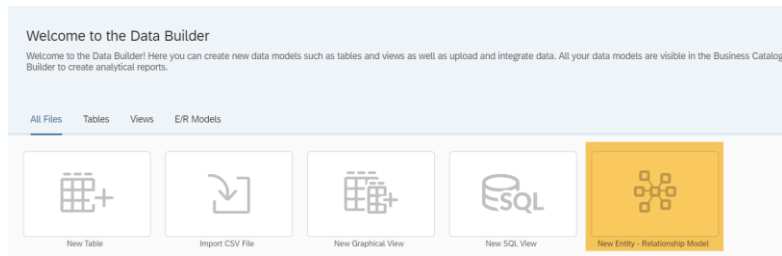 Welcome to the Data Builder
Welcome to the Data Builder! Here you can create new data models such as tables and views as well as upload and integrate data. All your data models are visible in the Business Catalog
Builder to create analytical reports.
All Files Tables Views E/R Models
SQL
New Table Import CSV File New Graphical View New SQL View New Entity - Relationship Model